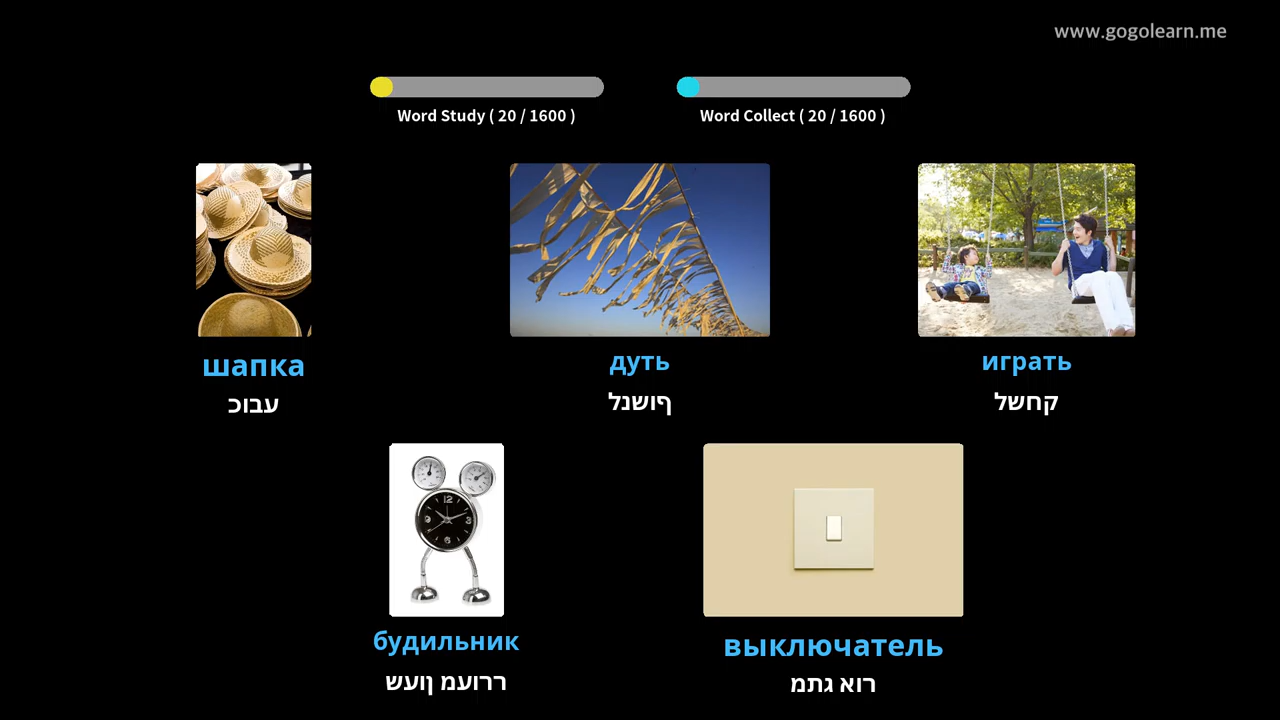 www.gogolearn.me
Word Study ( 20 / 1600 )
Word Collect ( 20 / 1600 )
шапка
עבוכ
дуть
ףושנל
играть
קחשל
будильник
ררועמ ןועש
выключатель
רוא גתמ